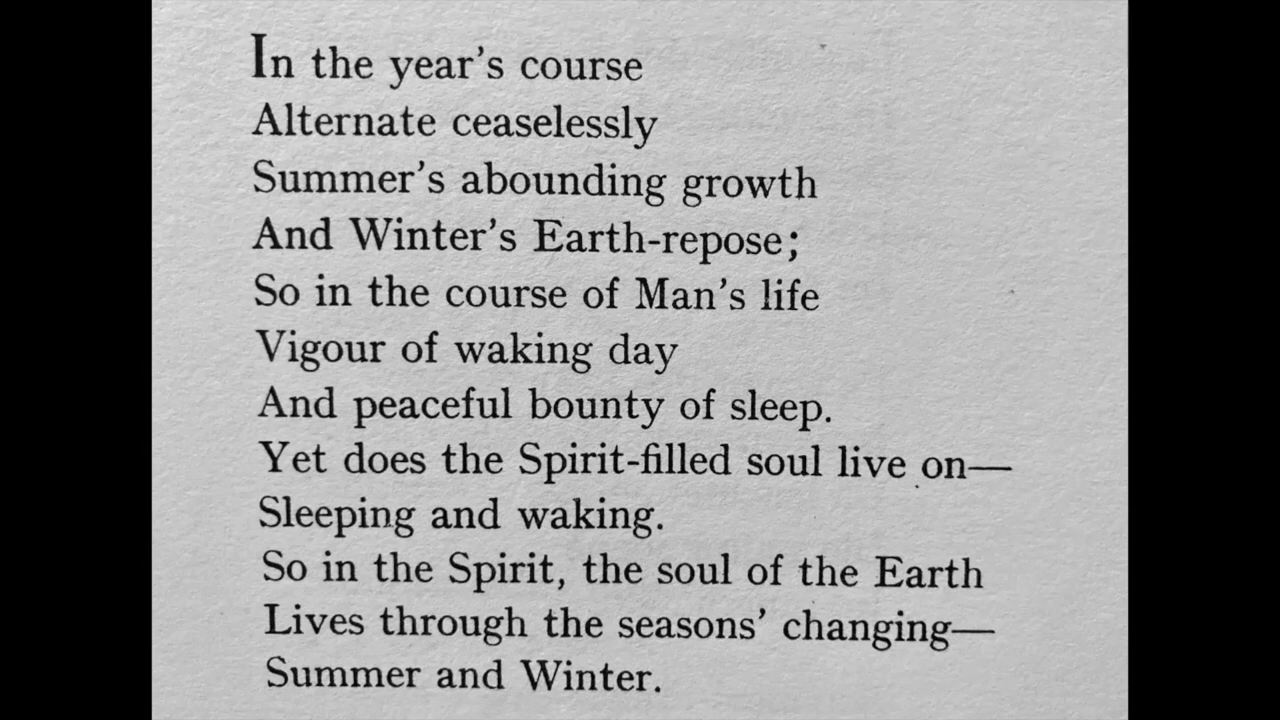 In the year's course
Alternate ceaselessly
Summer's abounding growth
And Winter's Earth-repose;
So in the course of Man's life
Vigour of waking day
And peaceful bounty of sleep.
Yet does the Spirit-filled soul live on—
Sleeping and waking.
So in the Spirit, the soul of the Earth
Lives through the seasons' changing—
Summer and Winter.